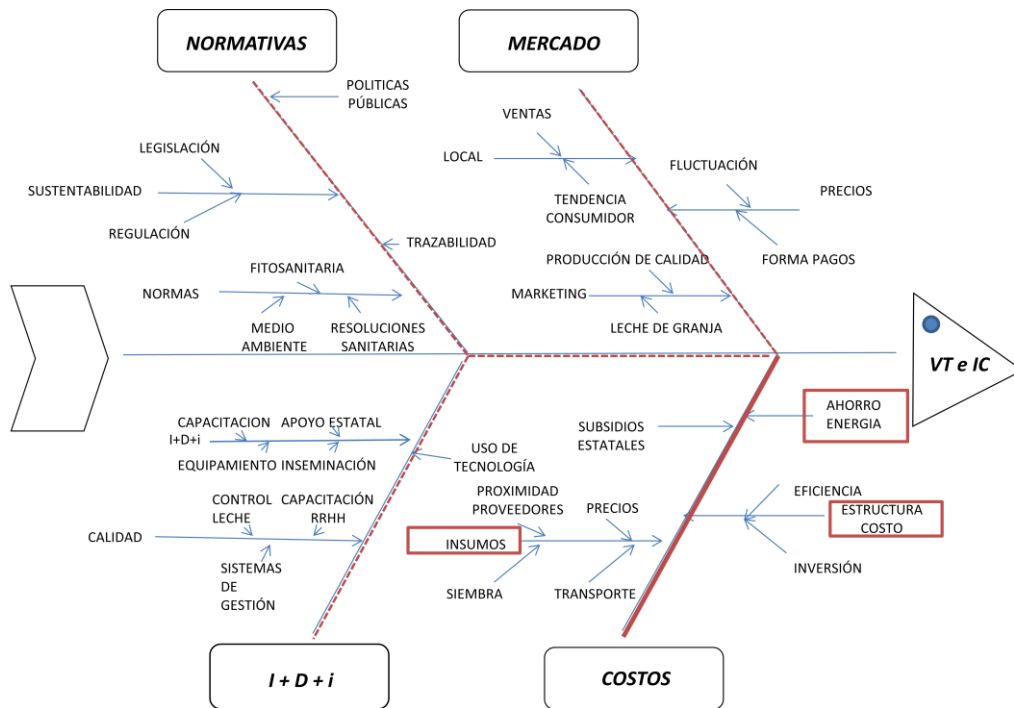 NORMATIVAS
MERCADO
POLITICAS
PÚBLICAS
VENTAS
LEGISLACIÓN
LOCAL
FLUCTUACIÓN
SUSTENTABILIDAD
PRECIOS
TENDENCIA
CONSUMIDOR
REGULACIÓN
TRAZABILIDAD
PRODUCCIÓN DE CALIDAD
FORMA PAGOS
FITOSANITARIA
NORMAS
MARKETING
MEDIO
AMBIENTE
RESOLUCIONES
SANITARIAS
LECHE DE GRANJA
VT e IC
AHORRO
ENERGIA
CAPACITACION
APOYO ESTATAL
SUBSIDIOS
ESTATALES
I+D+i
USO DE
TECNOLOGÍA
EQUIPAMIENTO
INSEMINACIÓN
PROXIMIDAD
PROVEEDORES
EFICIENCIA
CONTROL
LECHE
CAPACITACIÓN
RRHH
PRECIOS
ESTRUCTURA
COSTO
CALIDAD
INSUMOS
SISTEMAS
DE
GESTIÓN
SIEMBRA
TRANSPORTE
INVERSIÓN
I + D + i
COSTOS